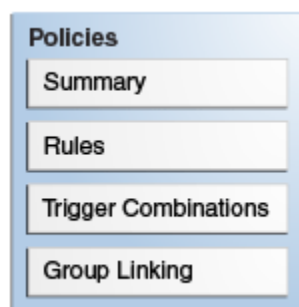 Policies
Summary
Rules
Trigger Combinations
Group Linking